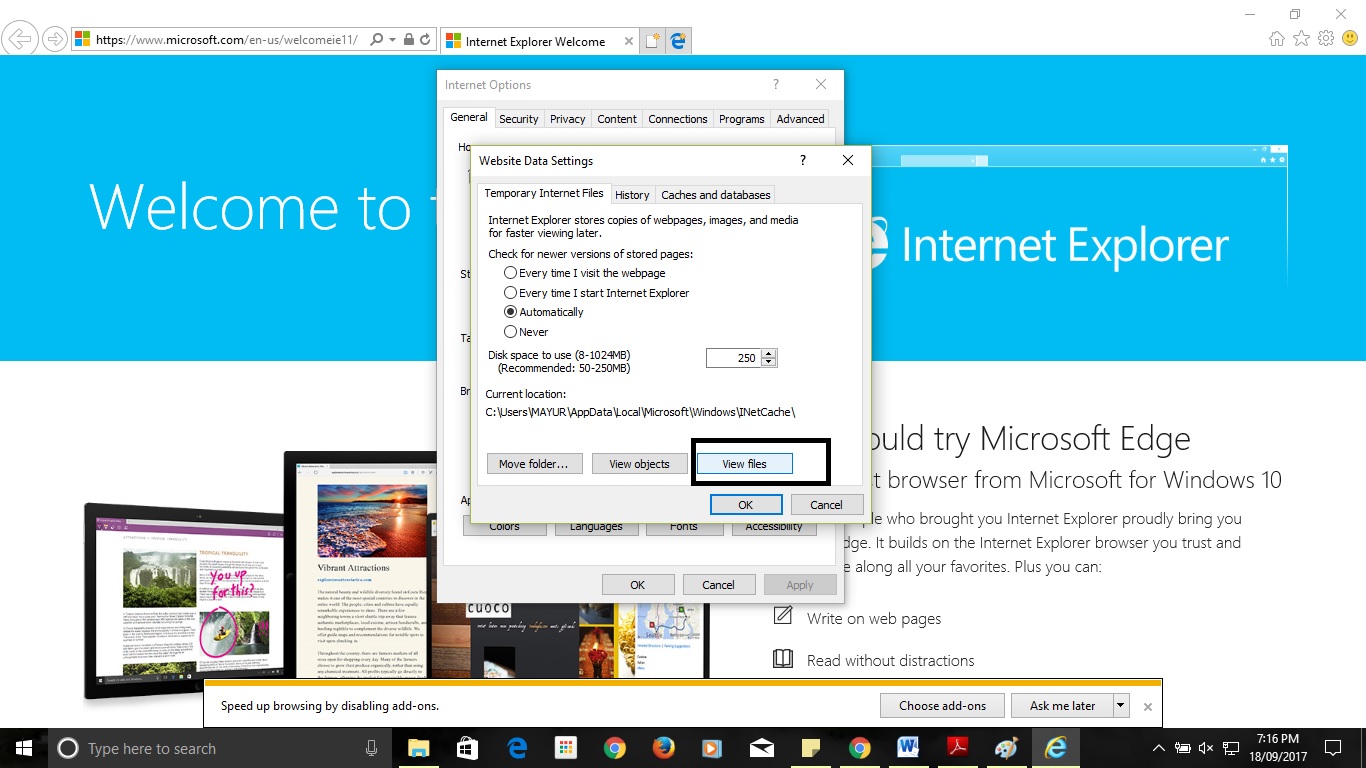 https://www.microsoft.com/en-us/welcomeie11/
Internet Explorer Welcome
Internet Options
?
General
Security
Privacy
Content
Connections
Programs
Advanced
Ho
Website Data Settings
?
Temporary Internet Files
History
Caches and databases
Welcome to
Internet Explorer
Internet Explorer stores copies of webpages, images, and media
for faster viewing later.
Check for newer versions of stored pages:
St
Every time I visit the webpage
Every time I start Internet Explorer
Automatically
Never
Ta
Disk space to use (8-1024MB)
(Recommended: 50-250MB)
250
Br
Current location:
C:\Users\MAYUR\AppData\Local\Microsoft\Windows\INetCache\
Move folder...
View objects
View files
OK
Cancel
Ap
Colors
Languages
Fonts
Accessibility
OK
Cancel
Apply
ould try Microsoft Edge
t browser from Microsoft for Windows 10
le who brought you Internet Explorer proudly bring you
dge. It builds on the Internet Explorer browser you trust and
e along all your favorites. Plus you can:
Write on web pages
Read without distractions
TROPICAL TRANQUILITY
you up
for this?
Vibrant Attractions
CUOCO
Speed up browsing by disabling add-ons.
Choose add-ons
Ask me later
Type here to search
7:16 PM
18/09/2017